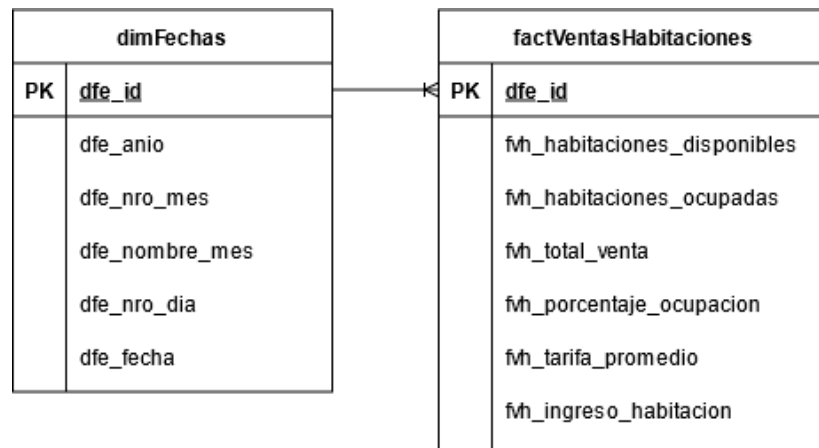 dimFechas
PK dfe_id
dfe_anio
dfe_nro_mes
dfe_nombre_mes
dfe_nro_dia
dfe_fecha
factVentasHabitaciones
PK dfe_id
fvh_habitaciones_disponibles
fvh_habitaciones_ocupadas
fvh_total_venta
fvh_porcentaje_ocupacion
fvh_tarifa_promedio
fvh_ingreso_habitacion